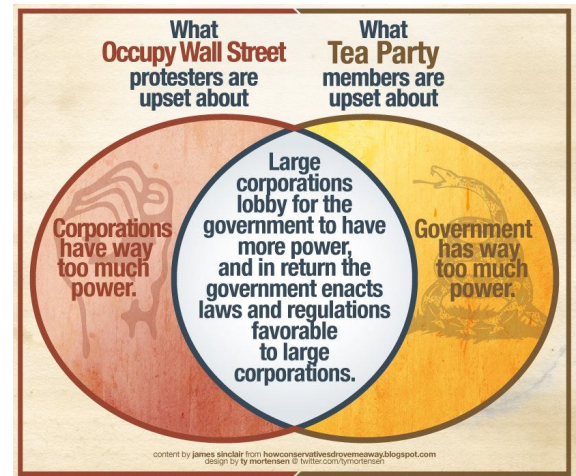 What
Occupy Wall Street
protesters are
upset about
What
Tea Party
members are
upset about
Corporations
have way
too much
power.
Large
corporations
lobby for the
government to have
more power,
and in return the
government enacts
laws and regulations
favorable
to large
corporations.
Government
has way
too much
power.
content by james sinclair from howconservativesdrovemeaway.blogspot.com
design by ty mortensen @ twitter.com/tymortensen